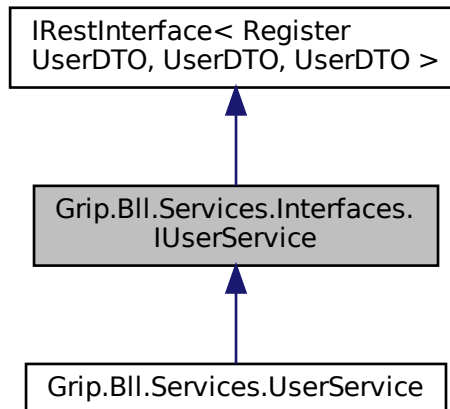 IRestInterface< Register
UserDTO, UserDTO, UserDTO >
Grip.Bll.Services.Interfaces.
IUserService
Grip.Bll.Services.UserService